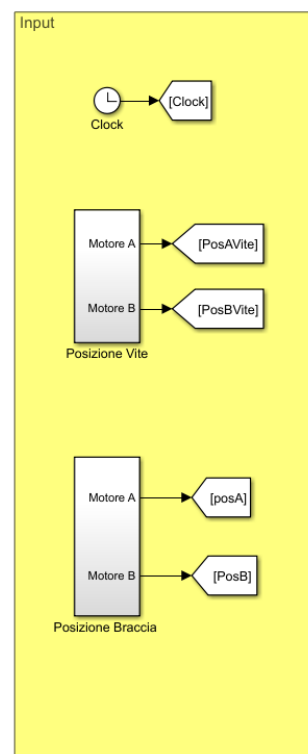 Input
[Clock]
Clock
Motore A
[PosAVite]
Motore B
[PosBVite]
Posizione Vite
Motore A
[posA]
Motore B
[PosB]
Posizione Braccia